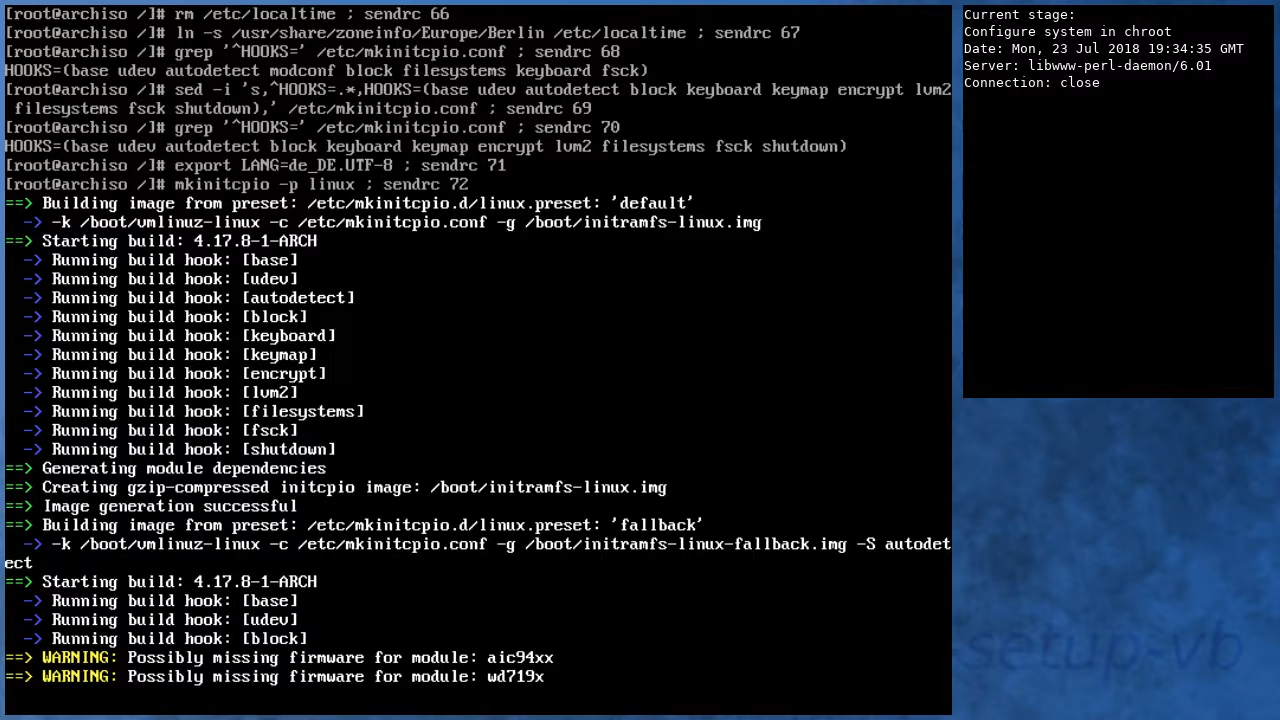 [root@archiso /]# rm /etc/localtime ; sendrc 66
[root@archiso /]# ln -s /usr/share/zoneinfo/Europe/Berlin /etc/localtime ; sendrc 67
[root@archiso /]# grep '^HOOKS=' /etc/mkinitcpio.conf ; sendrc 68
HOOKS=(base udev autodetect modconf block filesystems keyboard fsck)
[root@archiso /]# sed -i 's,^HOOKS=.*,HOOKS=(base udev autodetect block keyboard keymap encrypt lvm2
 filesystems fsck shutdown),' /etc/mkinitcpio.conf ; sendrc 69
[root@archiso /]# grep '^HOOKS=' /etc/mkinitcpio.conf ; sendrc 70
HOOKS=(base udev autodetect block keyboard keymap encrypt lvm2 filesystems fsck shutdown)
[root@archiso /]# export LANG=de_DE.UTF-8 ; sendrc 71
[root@archiso /]# mkinitcpio -p linux ; sendrc 72
==> Building image from preset: /etc/mkinitcpio.d/linux.preset: 'default'
  -> -k /boot/vmlinuz-linux -c /etc/mkinitcpio.conf -g /boot/initramfs-linux.img
==> Starting build: 4.17.8-1-ARCH
  -> Running build hook: [base]
  -> Running build hook: [udev]
  -> Running build hook: [autodetect]
  -> Running build hook: [block]
  -> Running build hook: [keyboard]
  -> Running build hook: [keymap]
  -> Running build hook: [encrypt]
  -> Running build hook: [lvm2]
  -> Running build hook: [filesystems]
  -> Running build hook: [fsck]
  -> Running build hook: [shutdown]
==> Generating module dependencies
==> Creating gzip-compressed initcpio image: /boot/initramfs-linux.img
==> Image generation successful
==> Building image from preset: /etc/mkinitcpio.d/linux.preset: 'fallback'
  -> -k /boot/vmlinuz-linux -c /etc/mkinitcpio.conf -g /boot/initramfs-linux-fallback.img -S autodet
ect
==> Starting build: 4.17.8-1-ARCH
  -> Running build hook: [base]
  -> Running build hook: [udev]
  -> Running build hook: [block]
==> WARNING: Possibly missing firmware for module: aic94xx
==> WARNING: Possibly missing firmware for module: wd719x
Current stage:
Configure system in chroot
Date: Mon, 23 Jul 2018 19:34:35 GMT
Server: libwww-perl-daemon/6.01
Connection: close
setup-vb